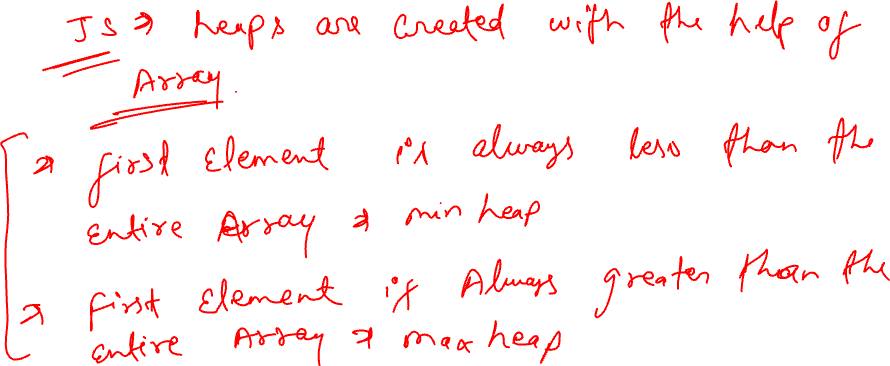 JS → heaps are created with the help of
Array.
→ first Element is always less than the
Entire Array → min heap
→ first Element is Always greater than the
entire Array → max heap